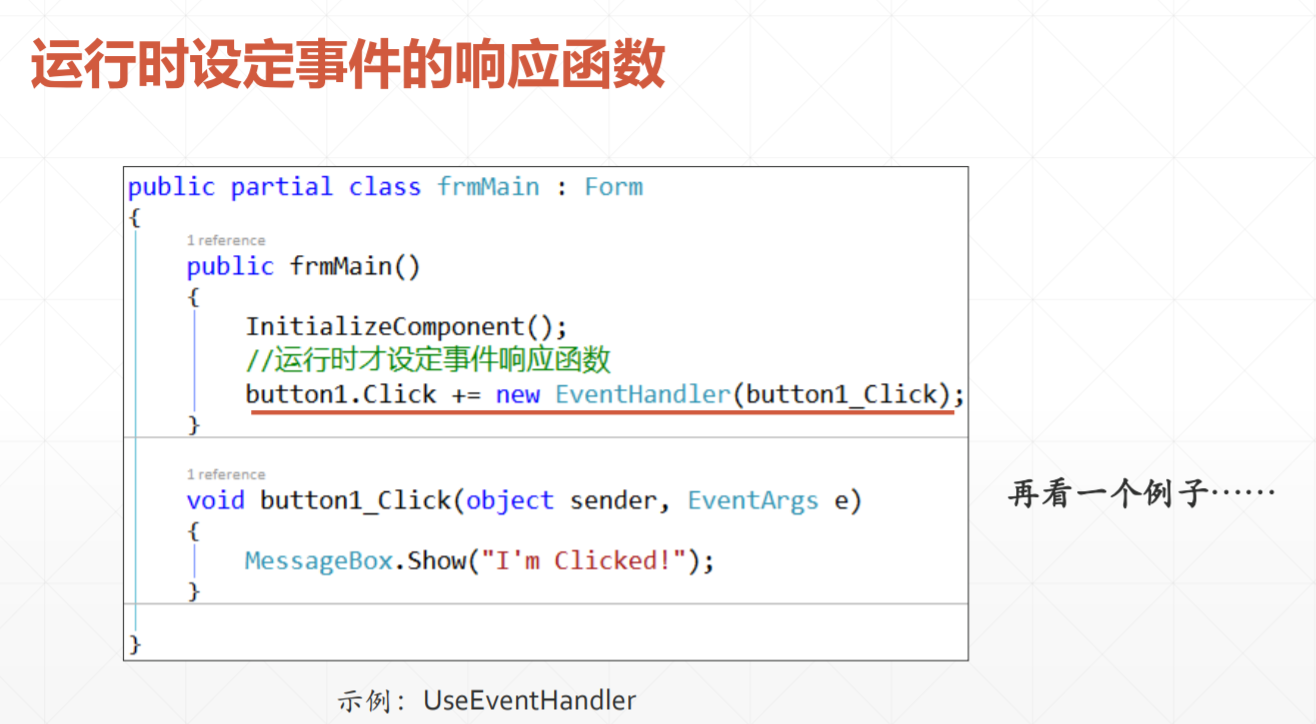 运行时设定事件的响应函数
public partial class frmMain : Form
{
1 reference
public frmMain()
{
InitializeComponent();
//运行时才设定事件响应函数
button1.Click += new EventHandler(button1_Click);
}
1 reference
void button1_Click(object sender, EventArgs e)
{
MessageBox.Show("I'm Clicked!");
}
}
再看一个例子……
示例：UseEventHandler